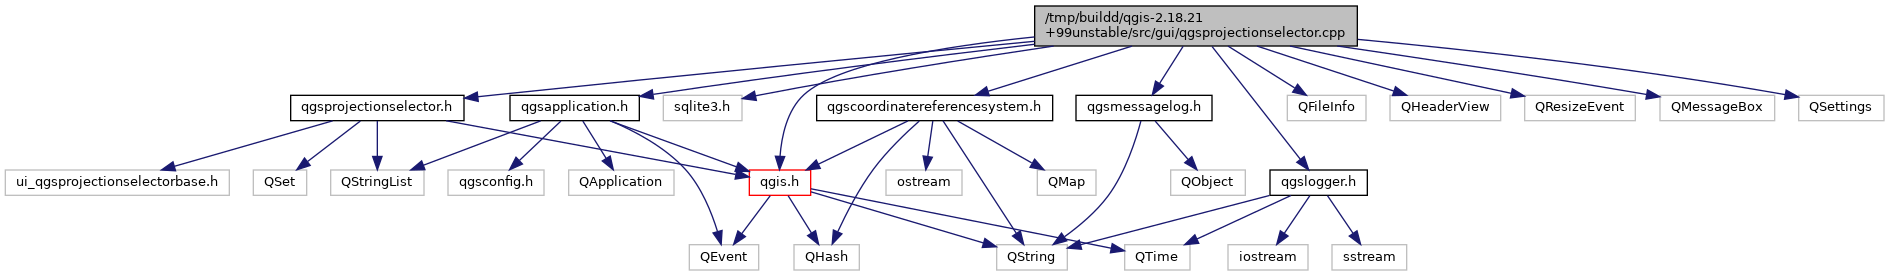 /tmp/buildd/qgis-2.18.21
+99unstable/src/gui/qgsprojectionselector.cpp
qgsprojectionselector.h
qgsapplication.h
sqlite3.h
qgscoordinatereferencesystem.h
qgsmessagelog.h
QFileInfo
QHeaderView
QResizeEvent
QMessageBox
QSettings
ui_qgsprojectionselectorbase.h
QSet
QStringList
qgsconfig.h
QApplication
qgis.h
ostream
QMap
QObject
qgslogger.h
QEvent
QHash
QString
QTime
iostream
sstream